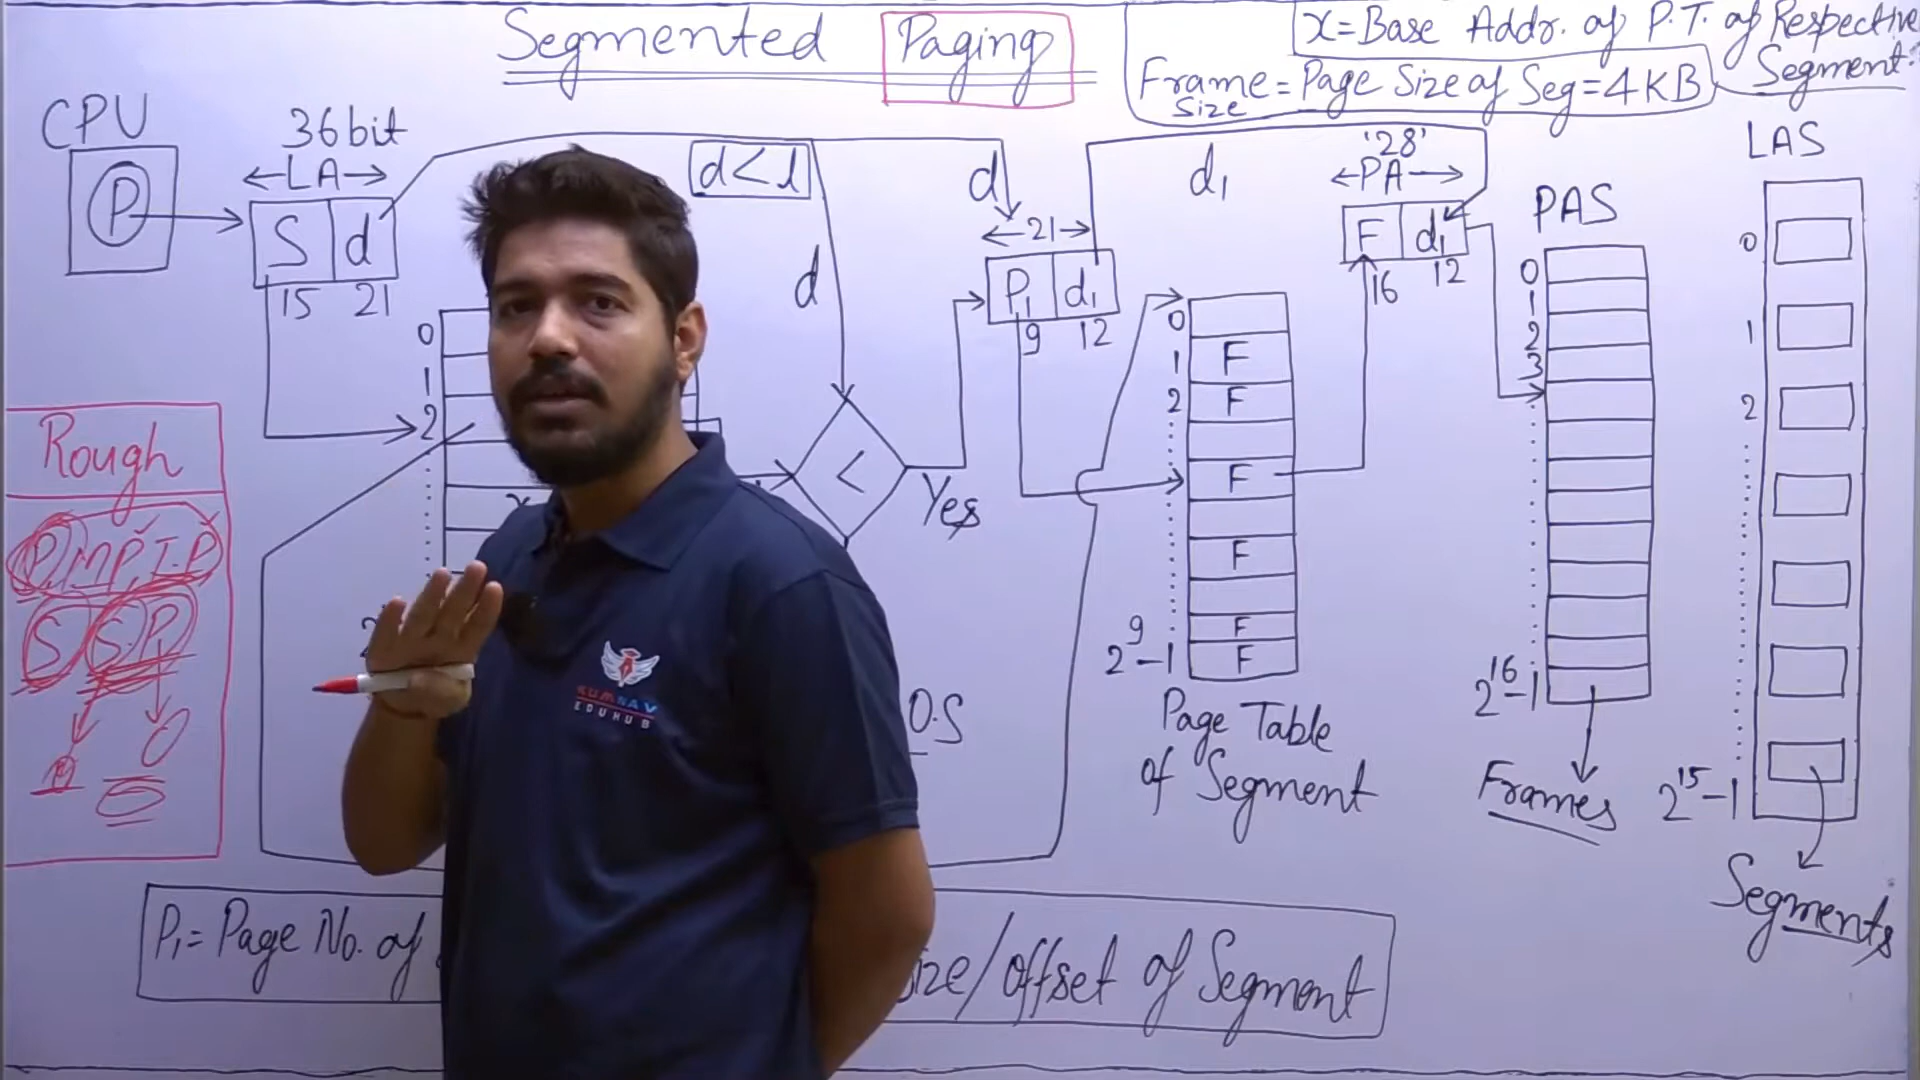 Segmented Paging
x=Base Addr. of P.T. of Respective
Segment.
Frame = Page Size of Seg=4KB
Size
CPU
P
36 bit
LA
S d
15 21
0
1
2
x
d<l
d
<
Yes
d
21
P1 d1
9 12
d1
0
1 F
2 F
F
F
F
2^9-1 F
Page Table
of Segment
'28'
PA
F d1
16 12
PAS
0
1
2
3
2^16-1
Frames
LAS
0
1
2
2^15-1
Segments
Rough
P, MP, I.P
S S.P
O.S
KUMNAV
EDUHUB
P1= Page No. of
Size/Offset of Segment